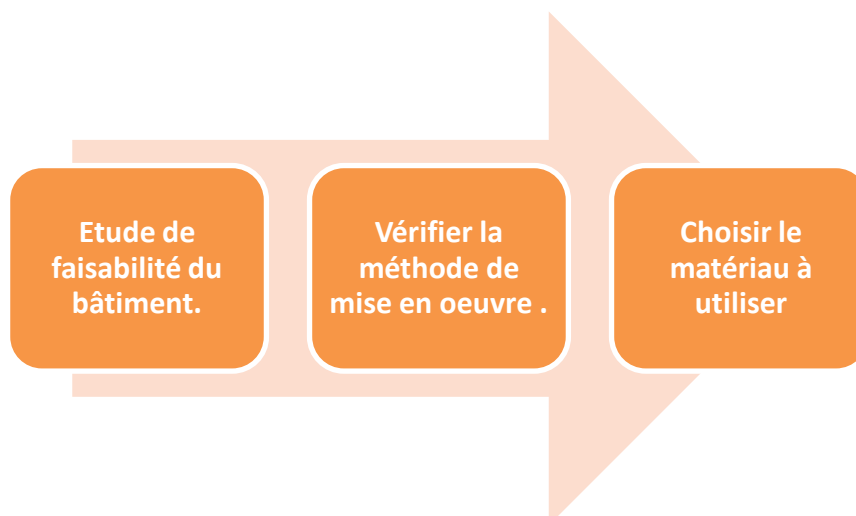 Etude de
faisabilité du
bâtiment.
Vérifier la
méthode de
mise en oeuvre .
Choisir le
matériau à
utiliser